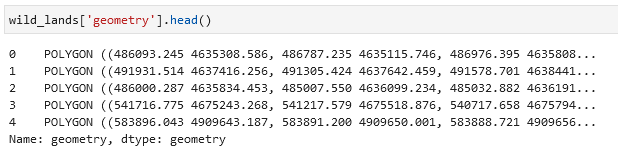 wild_lands['geometry'].head()
0    POLYGON ((486093.245 4635308.586, 486787.235 4635115.746, 486976.395 4635808...
1    POLYGON ((491931.514 4637416.256, 491305.424 4637642.459, 491578.701 4638441...
2    POLYGON ((486000.287 4635834.453, 485007.550 4636099.234, 485032.882 4636191...
3    POLYGON ((541716.775 4675243.268, 541217.579 4675518.876, 540717.658 4675794...
4    POLYGON ((583896.043 4909643.187, 583891.200 4909650.001, 583888.721 4909656...
Name: geometry, dtype: geometry